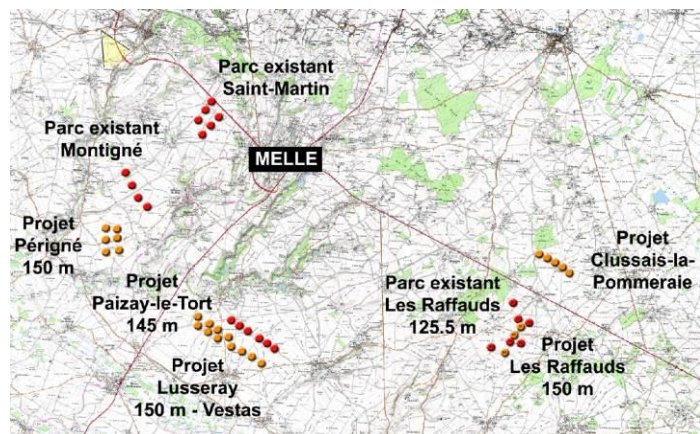 Parc existant
Saint-Martin
Parc existant
Montigné
MELLE
Projet
Périgné
150 m
Projet
Clussais-la-
Pommeraie
Projet
Paizay-le-Tort
145 m
Parc existant
Les Raffauds
125.5 m
Projet
Lusseray
150 m - Vestas
Projet
Les Raffauds
150 m